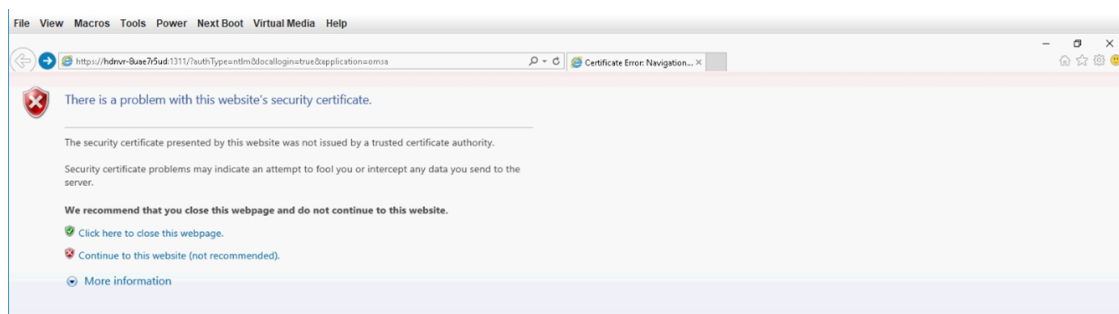 File View Macros Tools Power Next Boot Virtual Media Help
https://hdnvr-8uae7r5ud:1311/?authType=ntlm&locallogin=true&application=omsa
Certificate Error: Navigation...
There is a problem with this website's security certificate.
The security certificate presented by this website was not issued by a trusted certificate authority.
Security certificate problems may indicate an attempt to fool you or intercept any data you send to the
server.
We recommend that you close this webpage and do not continue to this website.
Click here to close this webpage.
Continue to this website (not recommended).
More information